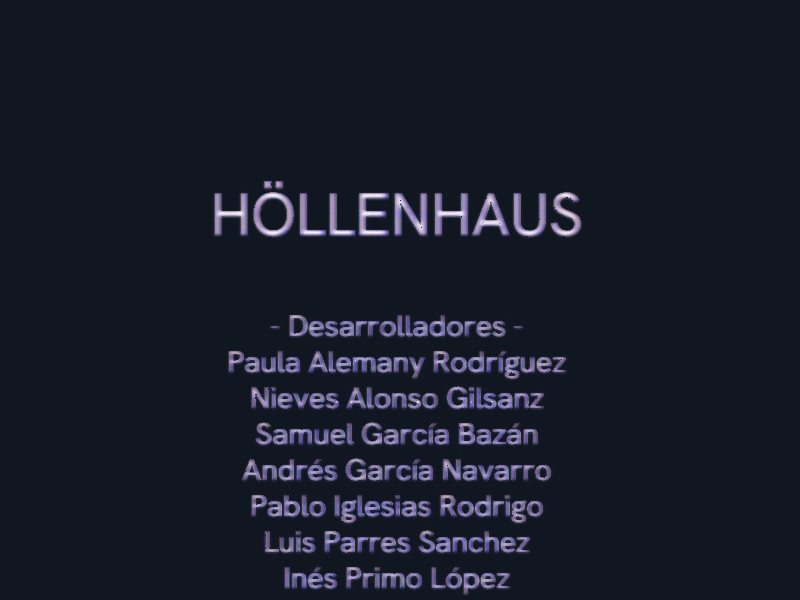 HÖLLENHAUS
- Desarrolladores -
Paula Alemany Rodríguez
Nieves Alonso Gilsanz
Samuel García Bazán
Andrés García Navarro
Pablo Iglesias Rodrigo
Luis Parres Sanchez
Inés Primo López